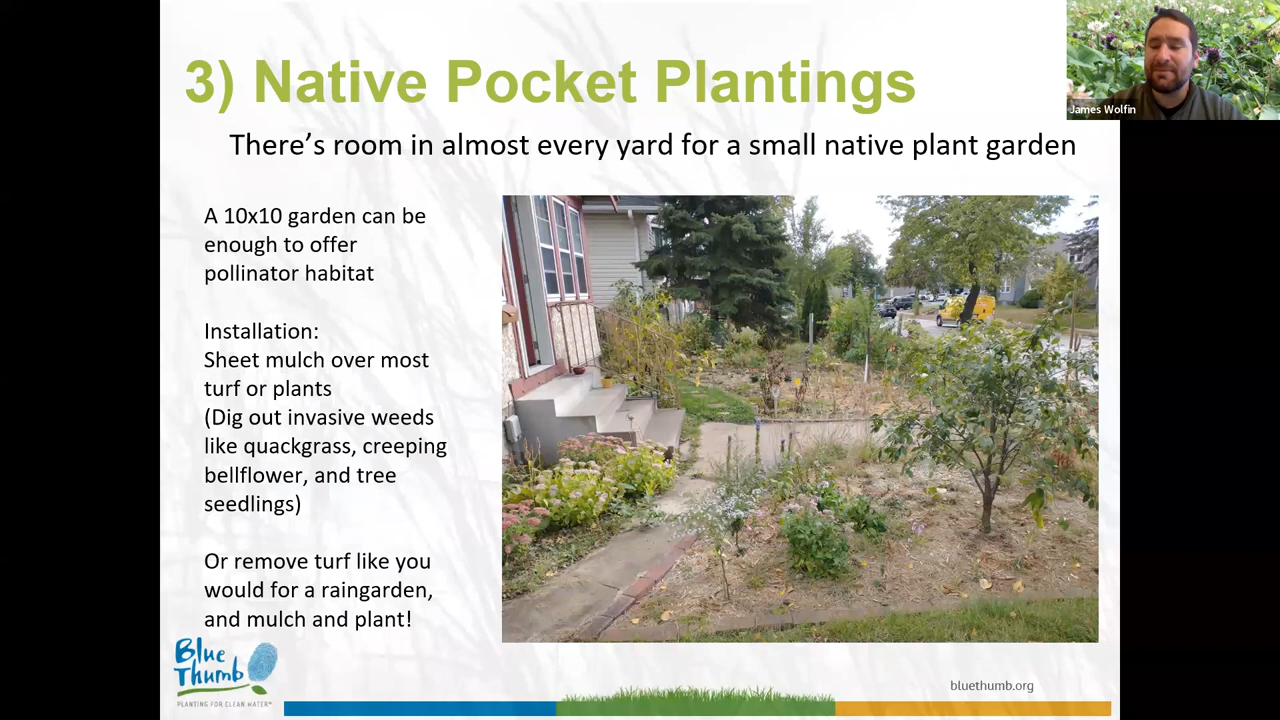 3) Native Pocket Plantings
James Wolfin
There’s room in almost every yard for a small native plant garden
A 10x10 garden can be
enough to offer
pollinator habitat
Installation:
Sheet mulch over most
turf or plants
(Dig out invasive weeds
like quackgrass, creeping
bellflower, and tree
seedlings)
Or remove turf like you
would for a raingarden,
and mulch and plant!
Blue
Thumb
PLANTING FOR CLEAN WATER
bluethumb.org